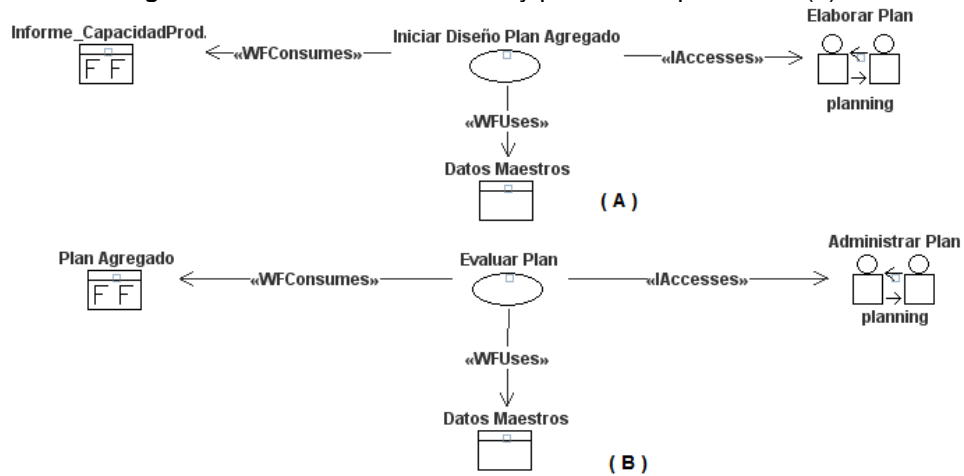 Informe_CapacidadProd.
F F
«WFConsumes»
Iniciar Diseño Plan Agregado
«IAccesses»
Elaborar Plan
planning
«WFUses»
Datos Maestros
( A )
Plan Agregado
F F
«WFConsumes»
Evaluar Plan
«IAccesses»
Administrar Plan
planning
«WFUses»
Datos Maestros
( B )